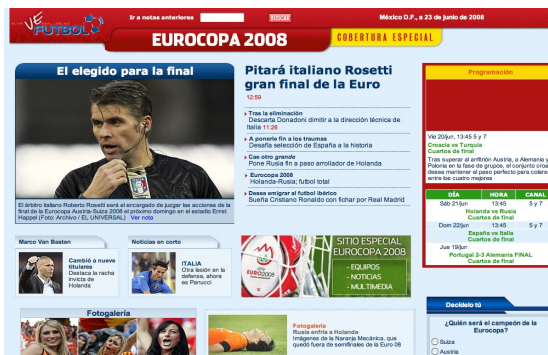 VE
FUTBOL
Ir a notas anteriores
BUSCAR
México D.F., a 23 de junio de 2008
EUROCOPA 2008
COBERTURA ESPECIAL
El elegido para la final
El árbitro italiano Roberto Rosetti será el encargado de juzgar las acciones de la
final de la Eurocopa Austria-Suiza 2008 el próximo domingo en el estadio Ernst
Happel (Foto: Archivo / EL UNIVERSAL) Ver nota
Pitará italiano Rosetti
gran final de la Euro
12:59
Tras la eliminación
Descarta Donadoni dimitir a la dirección técnica de
Italia 11:26
A ponerle fin a los traumas
Desafía selección de España a la historia
Cae otro grande
Pone Rusia fin a paso arrollador de Holanda
Eurocopa 2008
Holanda-Rusia; futbol total
Desea emigrar al futbol ibérico
Sueña Cristiano Ronaldo con fichar por Real Madrid
Programación
Vie 20/jun, 13:45 5 y 7
Croacia vs Turquía
Cuartos de final
Tras superar al anfitrión Austria, a Alemania y
Polonia en la fase de grupos, el conjunto croa
desea mantener el paso perfecto para colars
entre los cuatro mejores
DÍA HORA CANAL
Sáb 21/jun 13:45 5 y 7
Holanda vs Rusia
Cuartos de final
Dom 22/jun 13:45 5 y 7
España vs Italia
Cuartos de final
Jue 19/jun
Portugal 2-3 Alemania FINAL
Cuartos de final
Marco Van Basten
Cambió a nueve
titulares
Destaca la racha
invicta de
Holanda
Noticias en corto
ITALIA
Otra lesión en la
defensa, ahora
es Panucci
SITIO ESPECIAL
EUROCOPA 2008
- EQUIPOS
- NOTICIAS
- MULTIMEDIA
EURO2008
Fotogalería
Fotogalería
Rusia enfría a Holanda
Imágenes de la Naranja Mecánica, que
quedó fuera de semifinales de la Euro 08
Decídelo tú
¿Quién será el campeón de la
Eurocopa?
Suiza
Austria